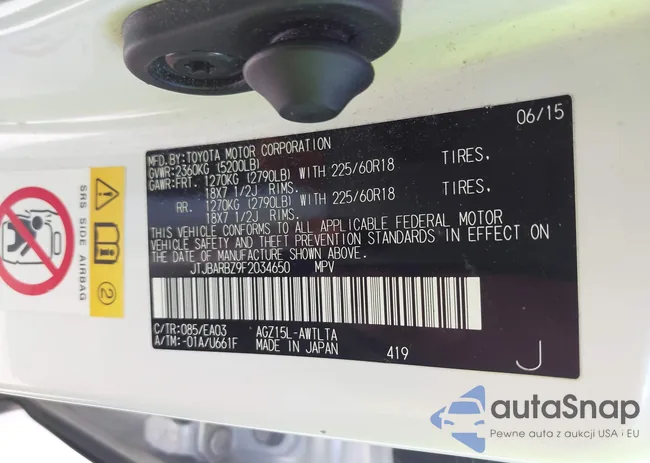 06/15
MFD.BY:TOYOTA MOTOR CORPORATION
GVWR:2360KG (5200LB)
GAWR:FRT. 1270KG (2790LB) WITH 225/60R18 TIRES,
18X7 1/2J RIMS.
RR. 1270KG (2790LB) WITH 225/60R18 TIRES,
18X7 1/2J RIMS.
THIS VEHICLE CONFORMS TO ALL APPLICABLE FEDERAL MOTOR
VEHICLE SAFETY AND THEFT PREVENTION STANDARDS IN EFFECT ON
THE DATE OF MANUFACTURE SHOWN ABOVE.
JTJBARBZ9F2034650 MPV
C/TR:085/EA03 AGZ15L-AWTLTA
A/TM:-01A/U661F MADE IN JAPAN 419 J
SRS SIDE AIRBAG
2
autaSnap
Pewne auta z aukcji USA i EU